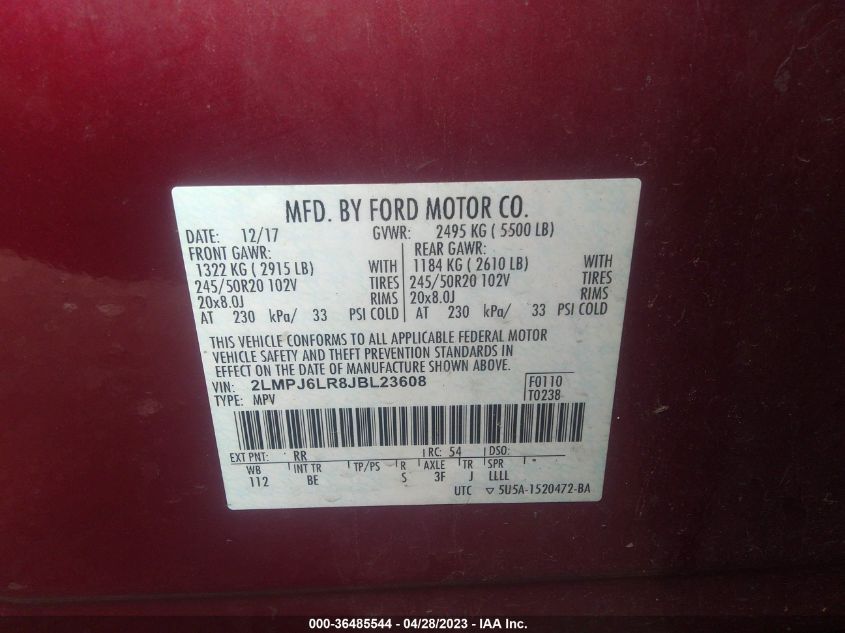 MFD. BY FORD MOTOR CO.
DATE: 12/17 GVWR: 2495 KG ( 5500 LB)
FRONT GAWR: REAR GAWR:
1322 KG ( 2915 LB) WITH 1184 KG ( 2610 LB) WITH
245/50R20 102V TIRES 245/50R20 102V TIRES
20x8.0J RIMS 20x8.0J RIMS
AT 230 kPa/ 33 PSI COLD AT 230 kPa/ 33 PSI COLD
THIS VEHICLE CONFORMS TO ALL APPLICABLE FEDERAL MOTOR
VEHICLE SAFETY AND THEFT PREVENTION STANDARDS IN
EFFECT ON THE DATE OF MANUFACTURE SHOWN ABOVE.
VIN: 2LMPJ6LR8JBL23608 F0110
TYPE: MPV T0238
EXT PNT: RR RC: 54 DSO:
WB INT TR TP/PS R AXLE TR SPR *
112 BE S 3F J LLLL
UTC ▽ 5U5A-1520472-BA
000-36485544 - 04/28/2023 - IAA Inc.